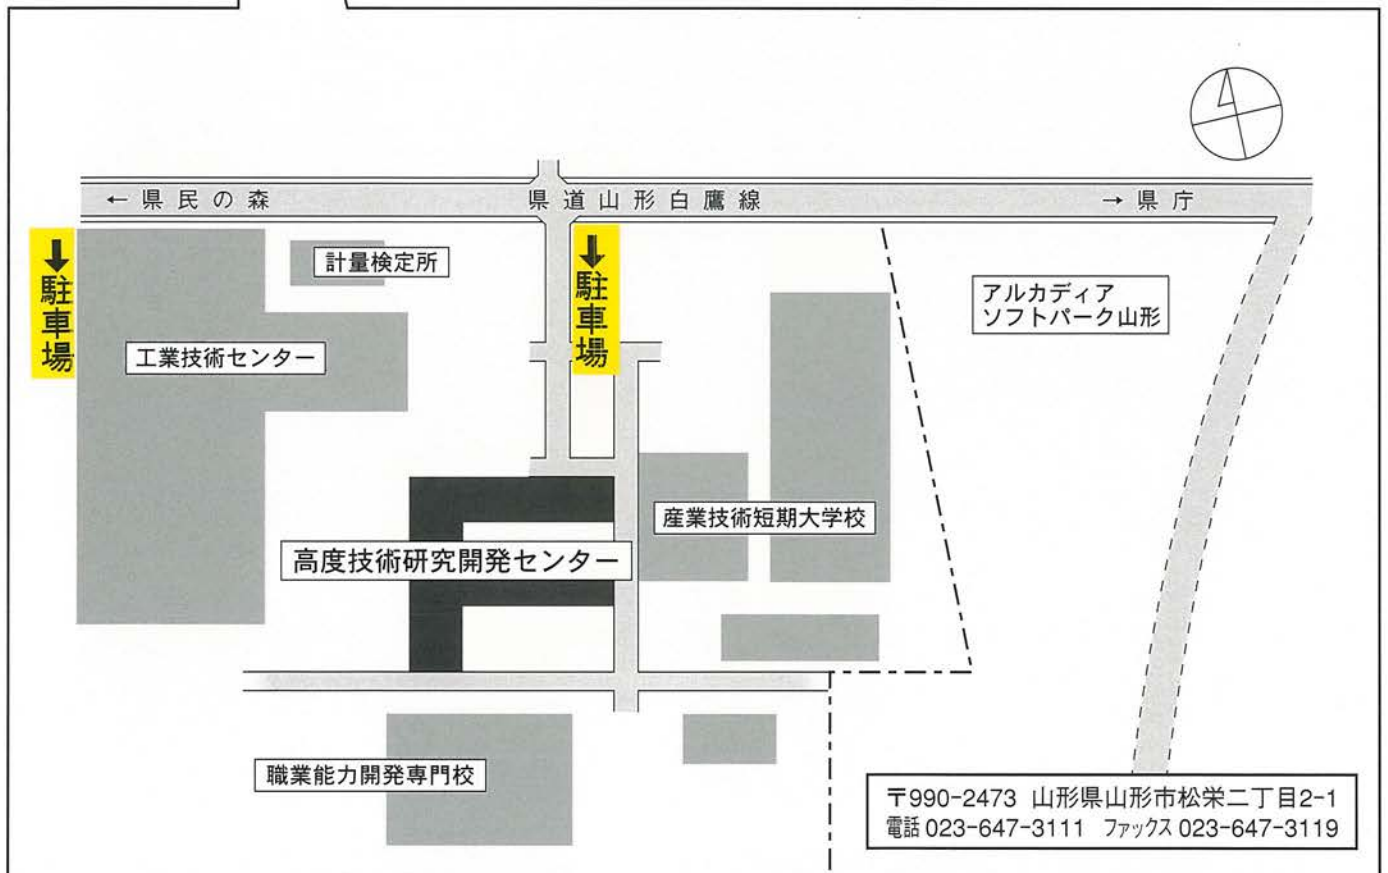 ← 県民の森
県道山形白鷹線
→ 県庁
↓駐車場
計量検定所
↓駐車場
アルカディア
ソフトパーク山形
工業技術センター
産業技術短期大学校
高度技術研究開発センター
職業能力開発専門校
〒990-2473 山形県山形市松栄二丁目2-1
電話 023-647-3111 ファックス 023-647-3119